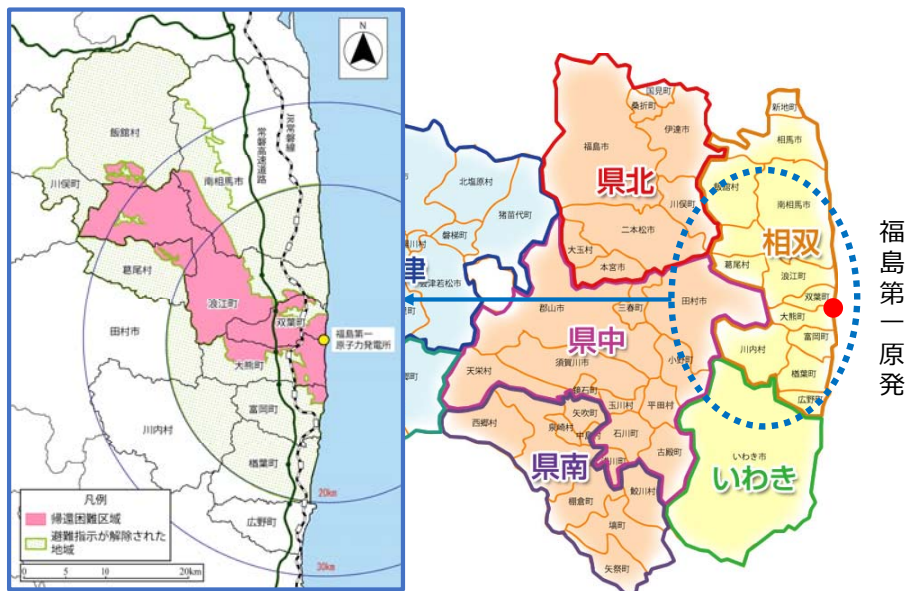 N
飯舘村
川俣町
南相馬市
常磐高速道路
JR常磐線
葛尾村
浪江町
双葉町
田村市
大熊町
福島第一
原子力発電所
富岡町
川内村
楢葉町
広野町
20km
30km
凡例
帰還困難区域
避難指示が解除された
地域
0 5 10 20km
国見町
桑折町
伊達市
福島市
川俣町
県北
二本松市
大玉村
本宮市
新地町
相馬市
飯舘村
南相馬市
相双
葛尾村
浪江町
双葉町
大熊町
富岡町
川内村
楢葉町
広野町
北塩原村
猪苗代町
磐梯町
会津若松市
津
郡山市
三春町
田村市
県中
須賀川市
天栄村
小野町
鏡石町
玉川村
平田村
石川町
古殿町
西郷村
矢吹町
泉崎村
中島村
県南
鮫川村
棚倉町
塙町
矢祭町
いわき市
いわき
福島第一原発